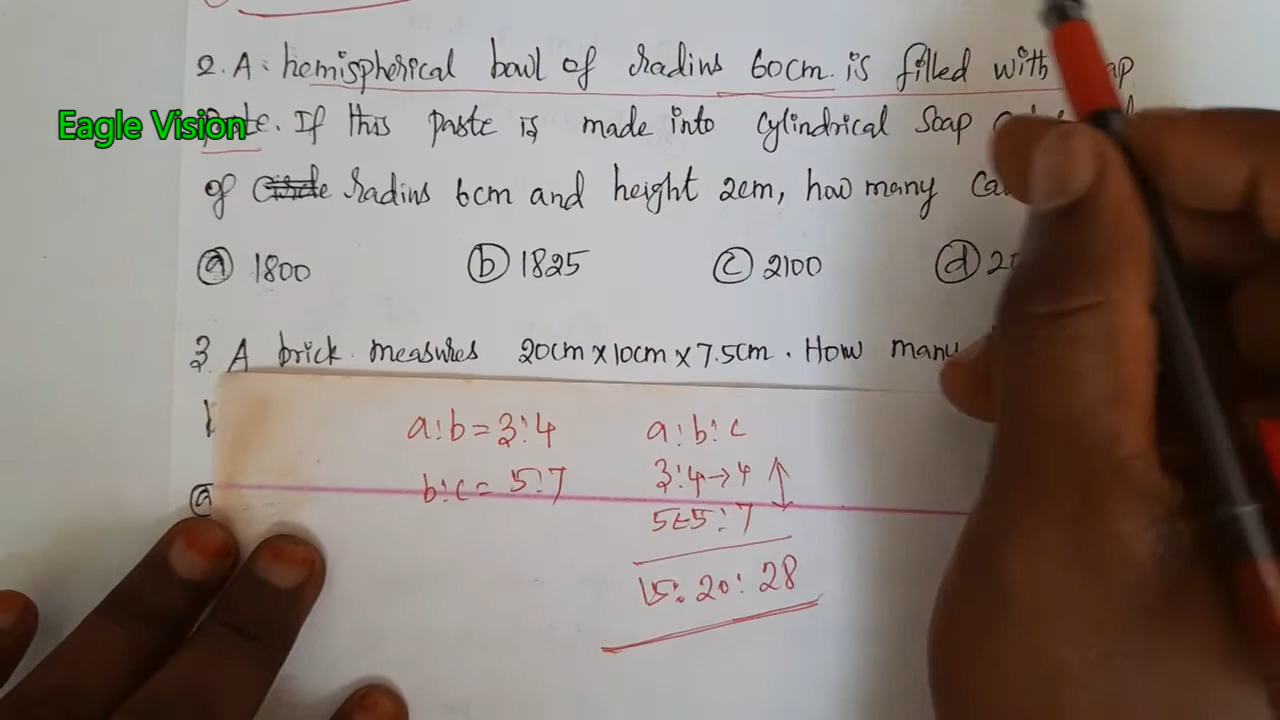 2. A hemispherical bowl of radius 60cm. is filled with
Eagle Vision
If this paste is made into cylindrical Soap
of radius 6cm and height 2cm, how many
ⓐ 1800 ⓑ 1825 ⓒ 2100 ⓓ
3. A brick measures 20cm x 10cm x 7.5cm. How many
a:b = 3:4 a:b:c
3:4→4
b:c = 5:7
5←5:7
15:20:28
ⓐ